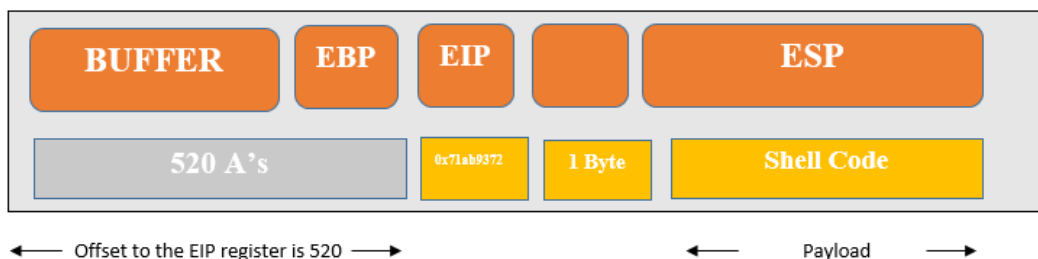 BUFFER EBP EIP ESP
520 A's 0x71ab9372 1 Byte Shell Code
Offset to the EIP register is 520 Payload